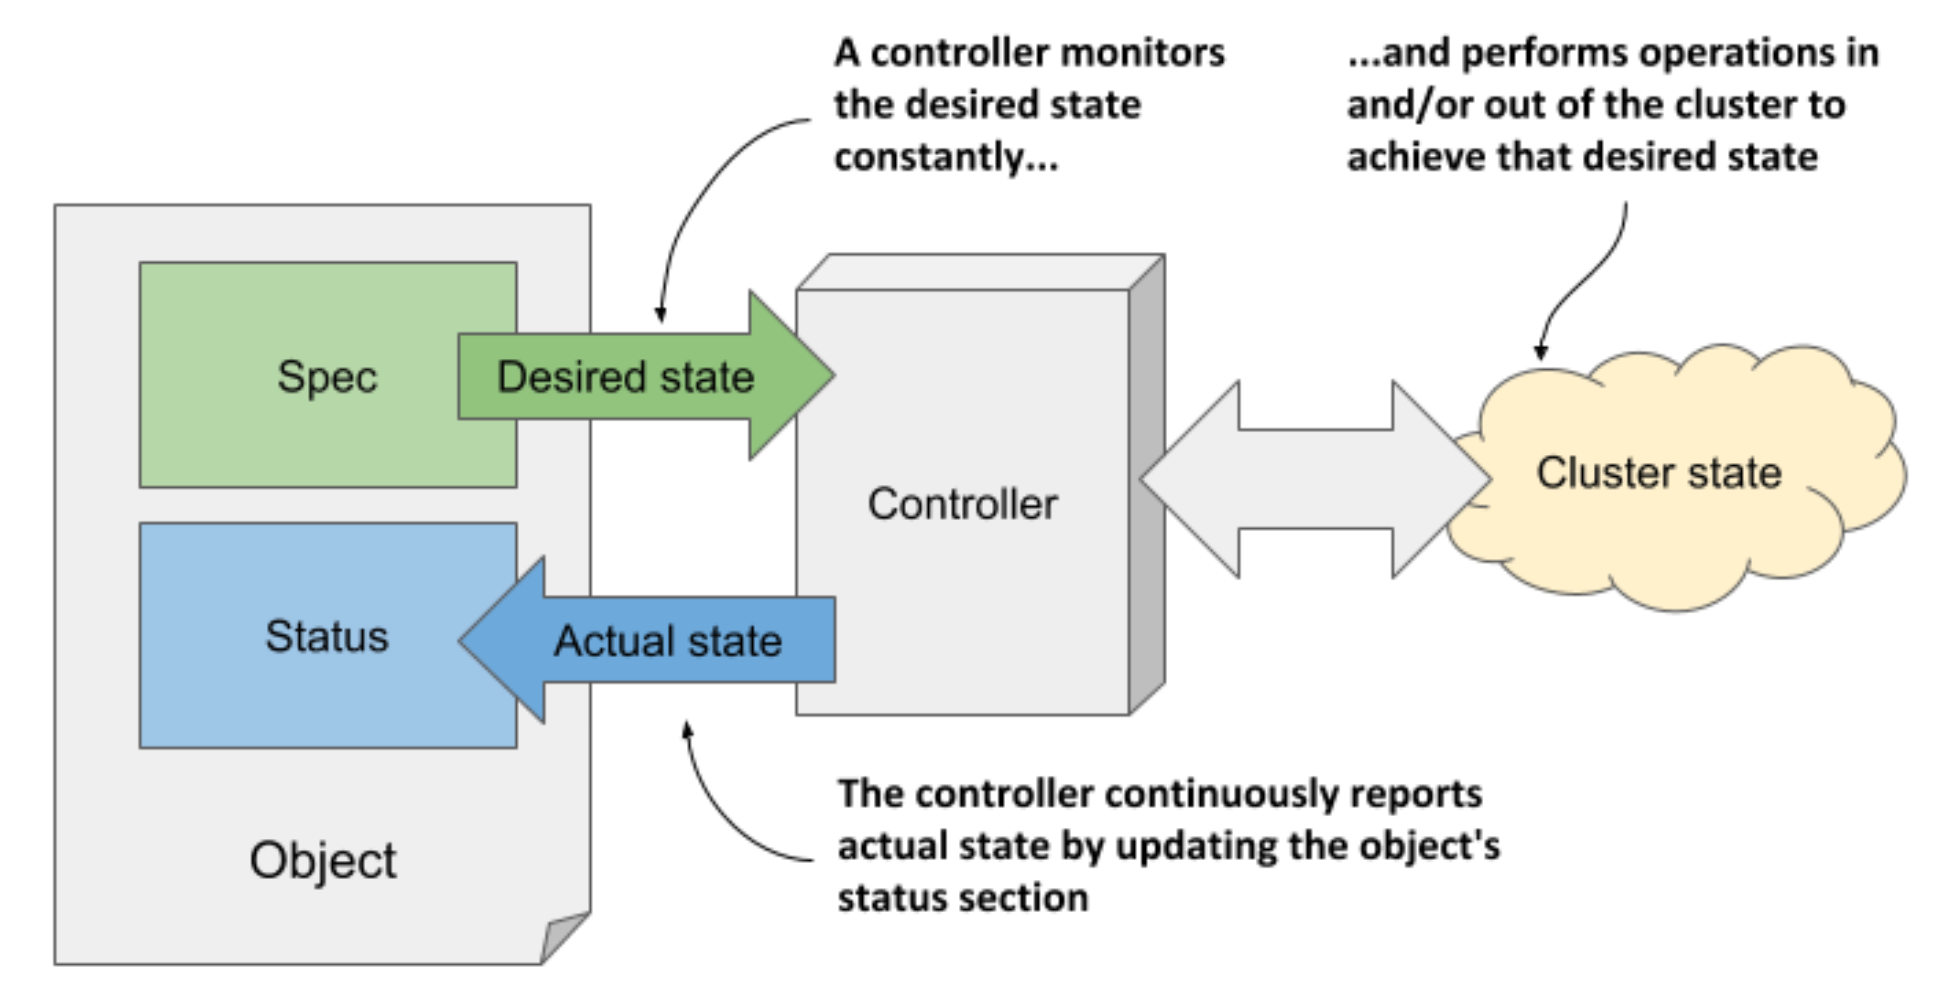 A controller monitors
the desired state
constantly...
...and performs operations in
and/or out of the cluster to
achieve that desired state
Spec
Desired state
Controller
Cluster state
Status
Actual state
Object
The controller continuously reports
actual state by updating the object's
status section